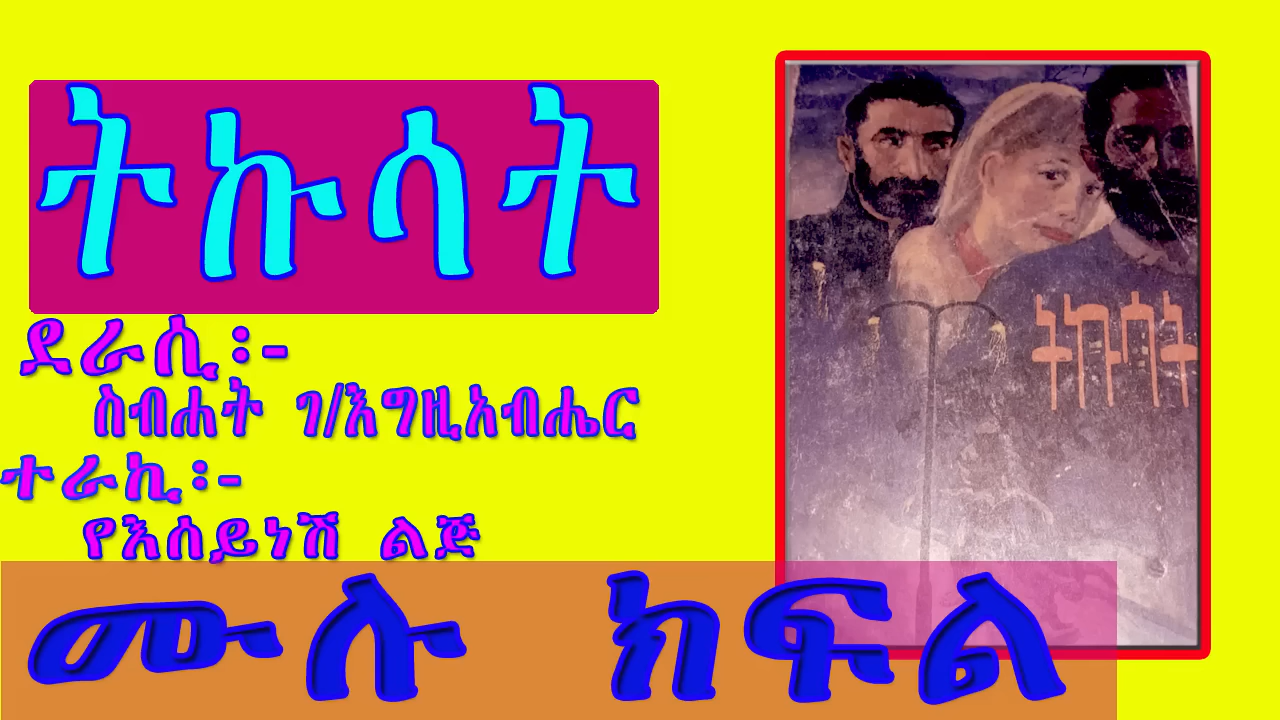 ትኩሳት
ደራሲ፡-
ስብሐት ገ/እግዚአብሔር
ተራኪ፡-
የእሰይነሽ ልጅ
ሙሉ ክፍል
ትኩሳት